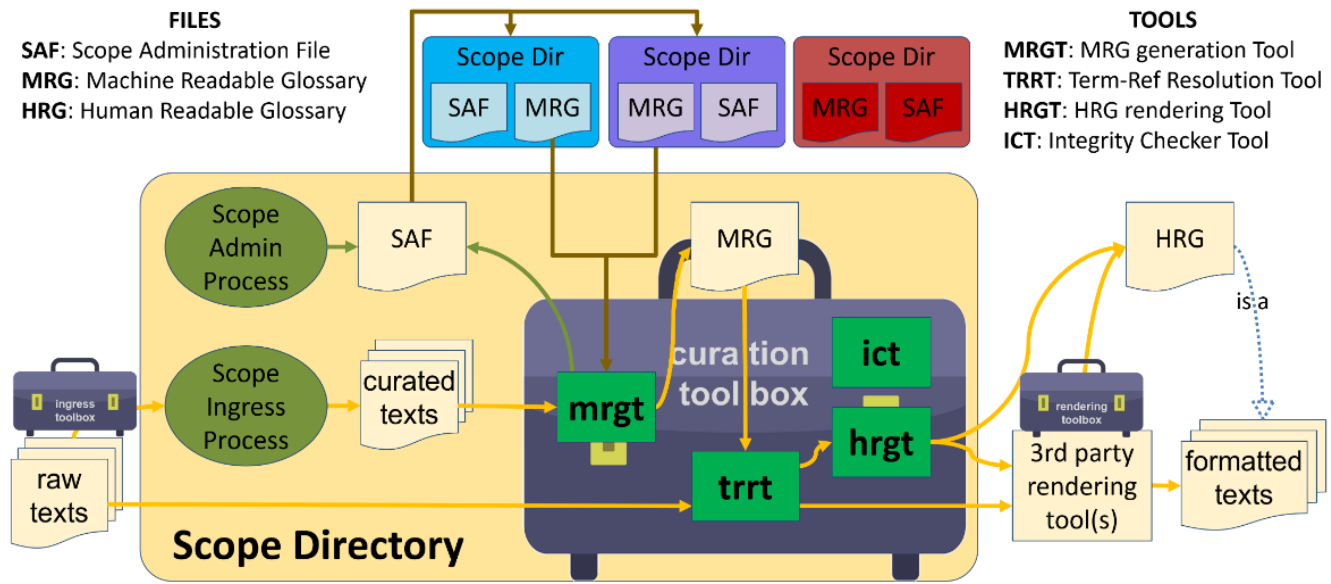 FILES
SAF: Scope Administration File
MRG: Machine Readable Glossary
HRG: Human Readable Glossary
Scope Dir
SAF
MRG
Scope Dir
MRG
SAF
Scope Dir
MRG
SAF
TOOLS
MRGT: MRG generation Tool
TRRT: Term-Ref Resolution Tool
HRGT: HRG rendering Tool
ICT: Integrity Checker Tool
Scope
Admin
Process
SAF
MRG
HRG
is a
ingress
toolbox
raw
texts
Scope
Ingress
Process
curated
texts
curation
toolbox
mrgt
ict
hrgt
trrt
rendering
toolbox
3rd party
rendering
tool(s)
formatted
texts
Scope Directory